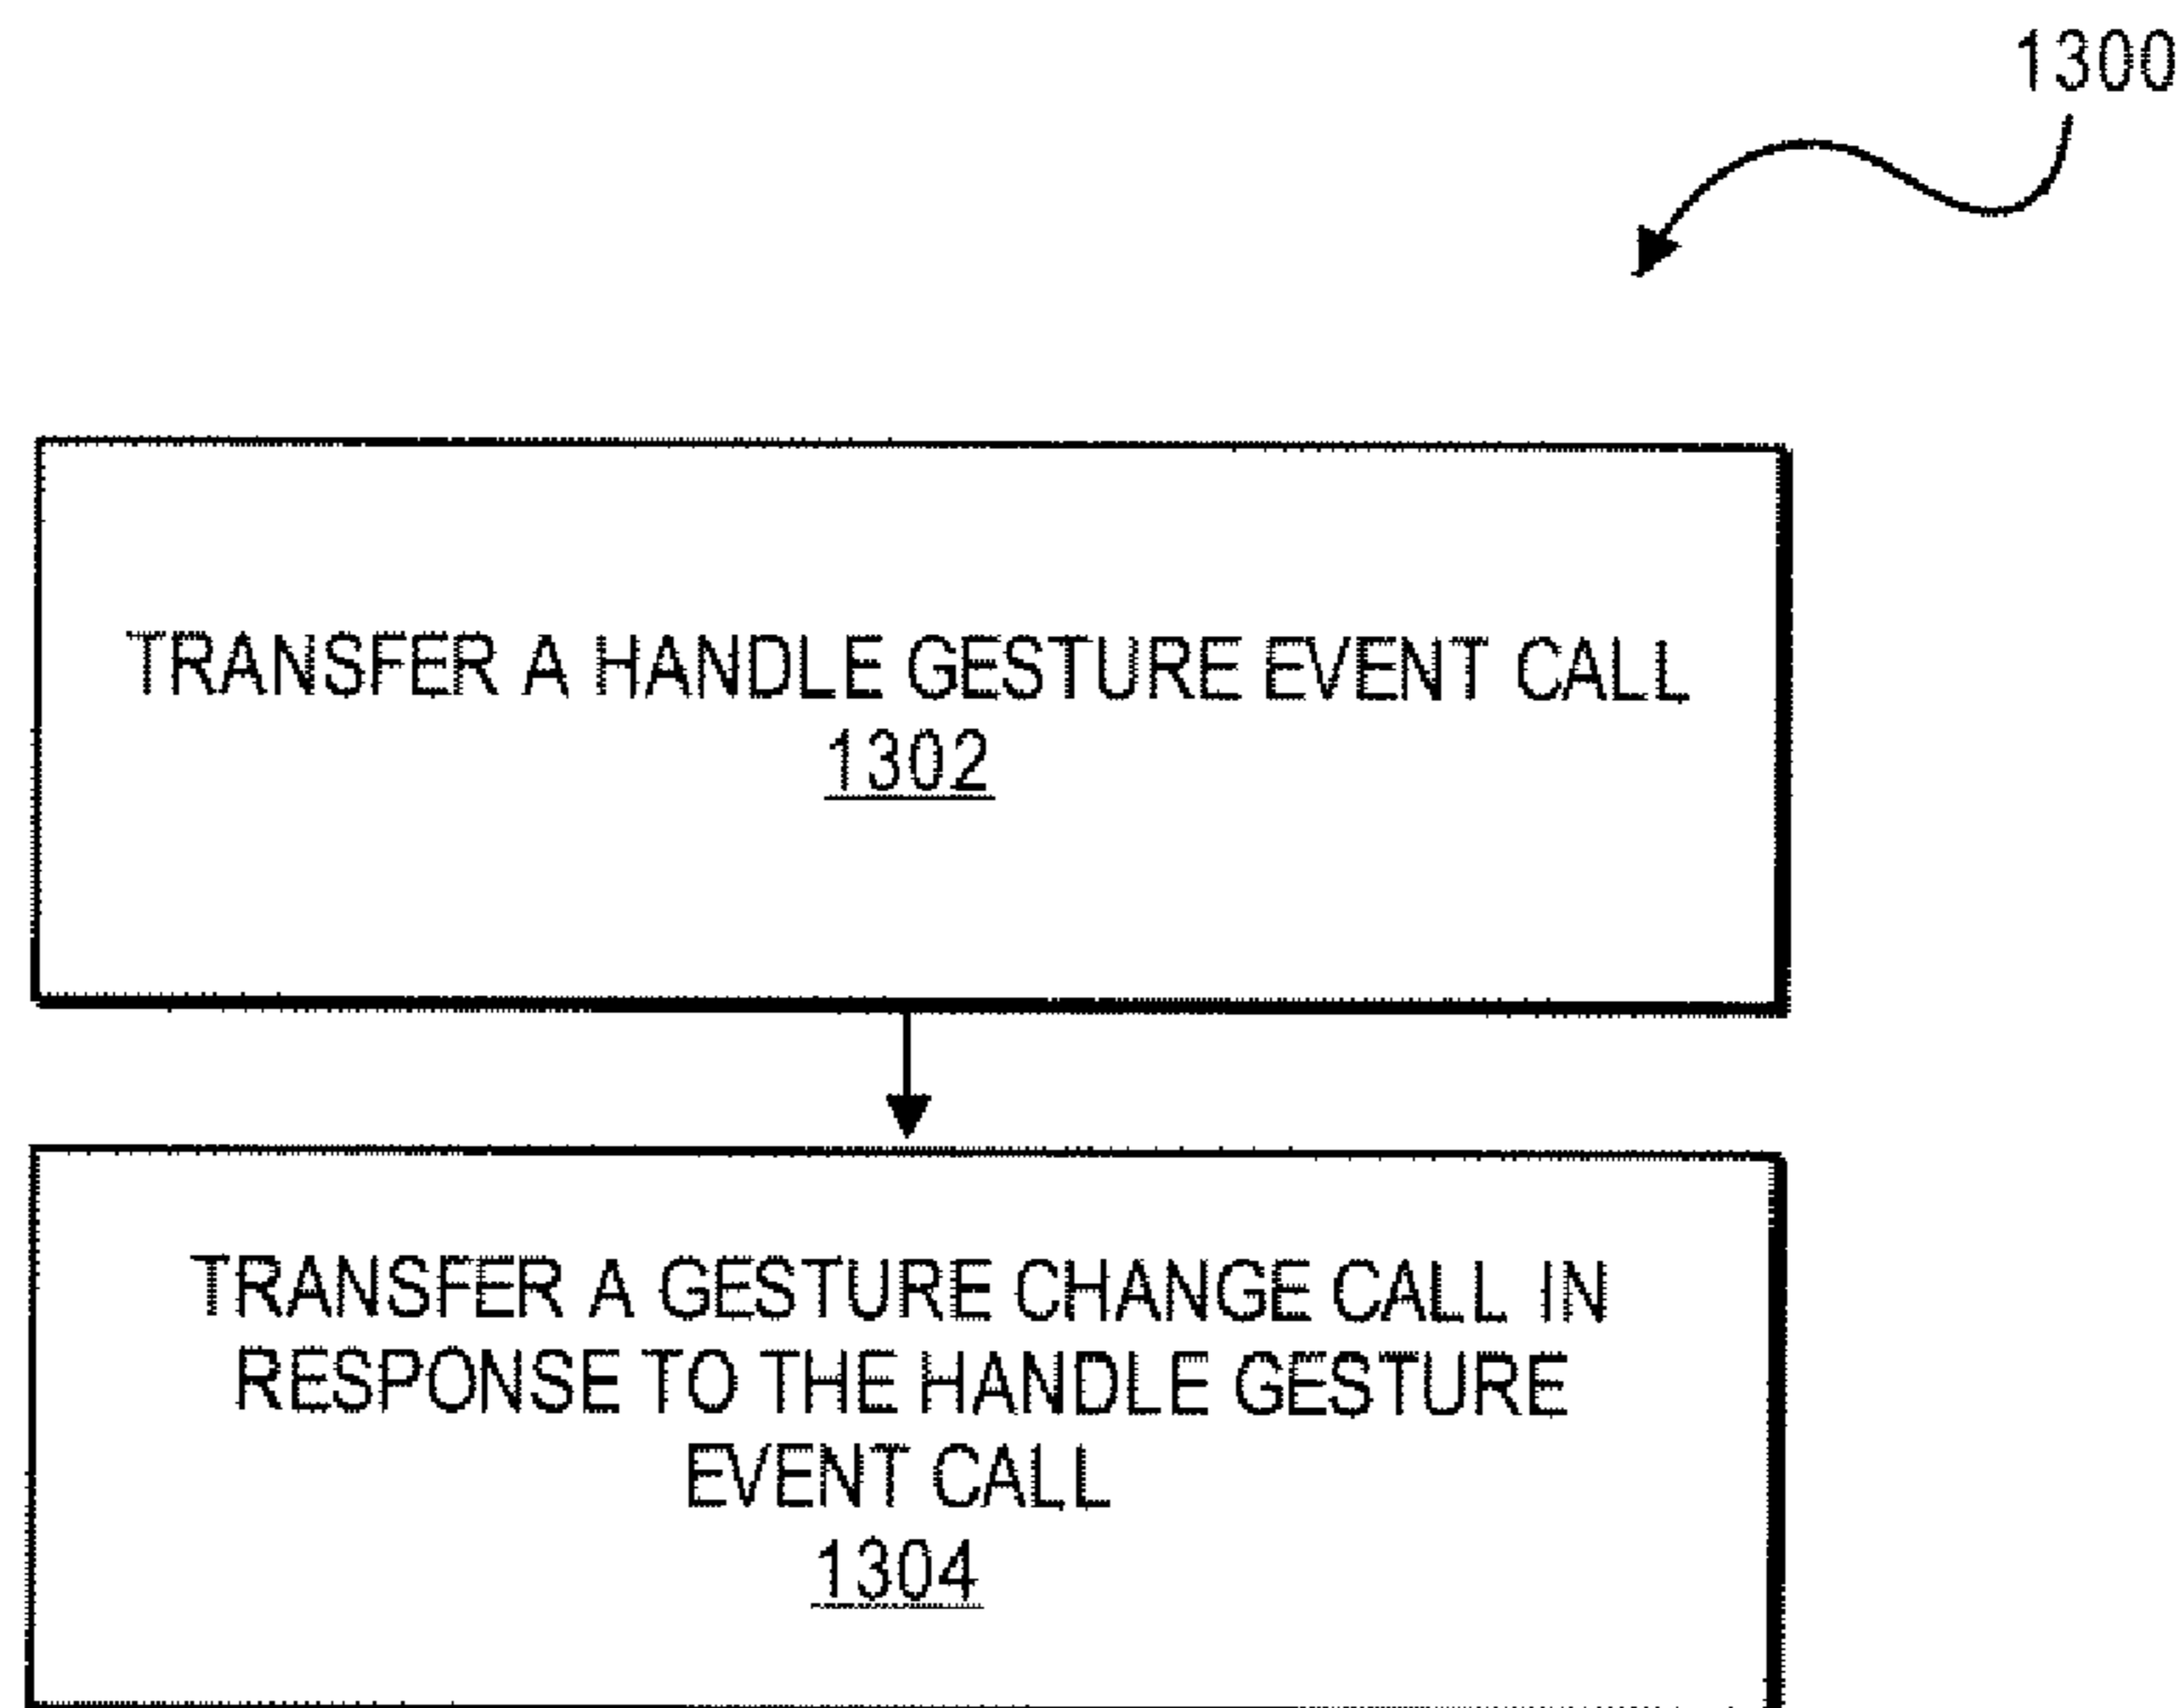 1300
TRANSFER A HANDLE GESTURE EVENT CALL
1302
TRANSFER A GESTURE CHANGE CALL IN
RESPONSE TO THE HANDLE GESTURE
EVENT CALL
1304